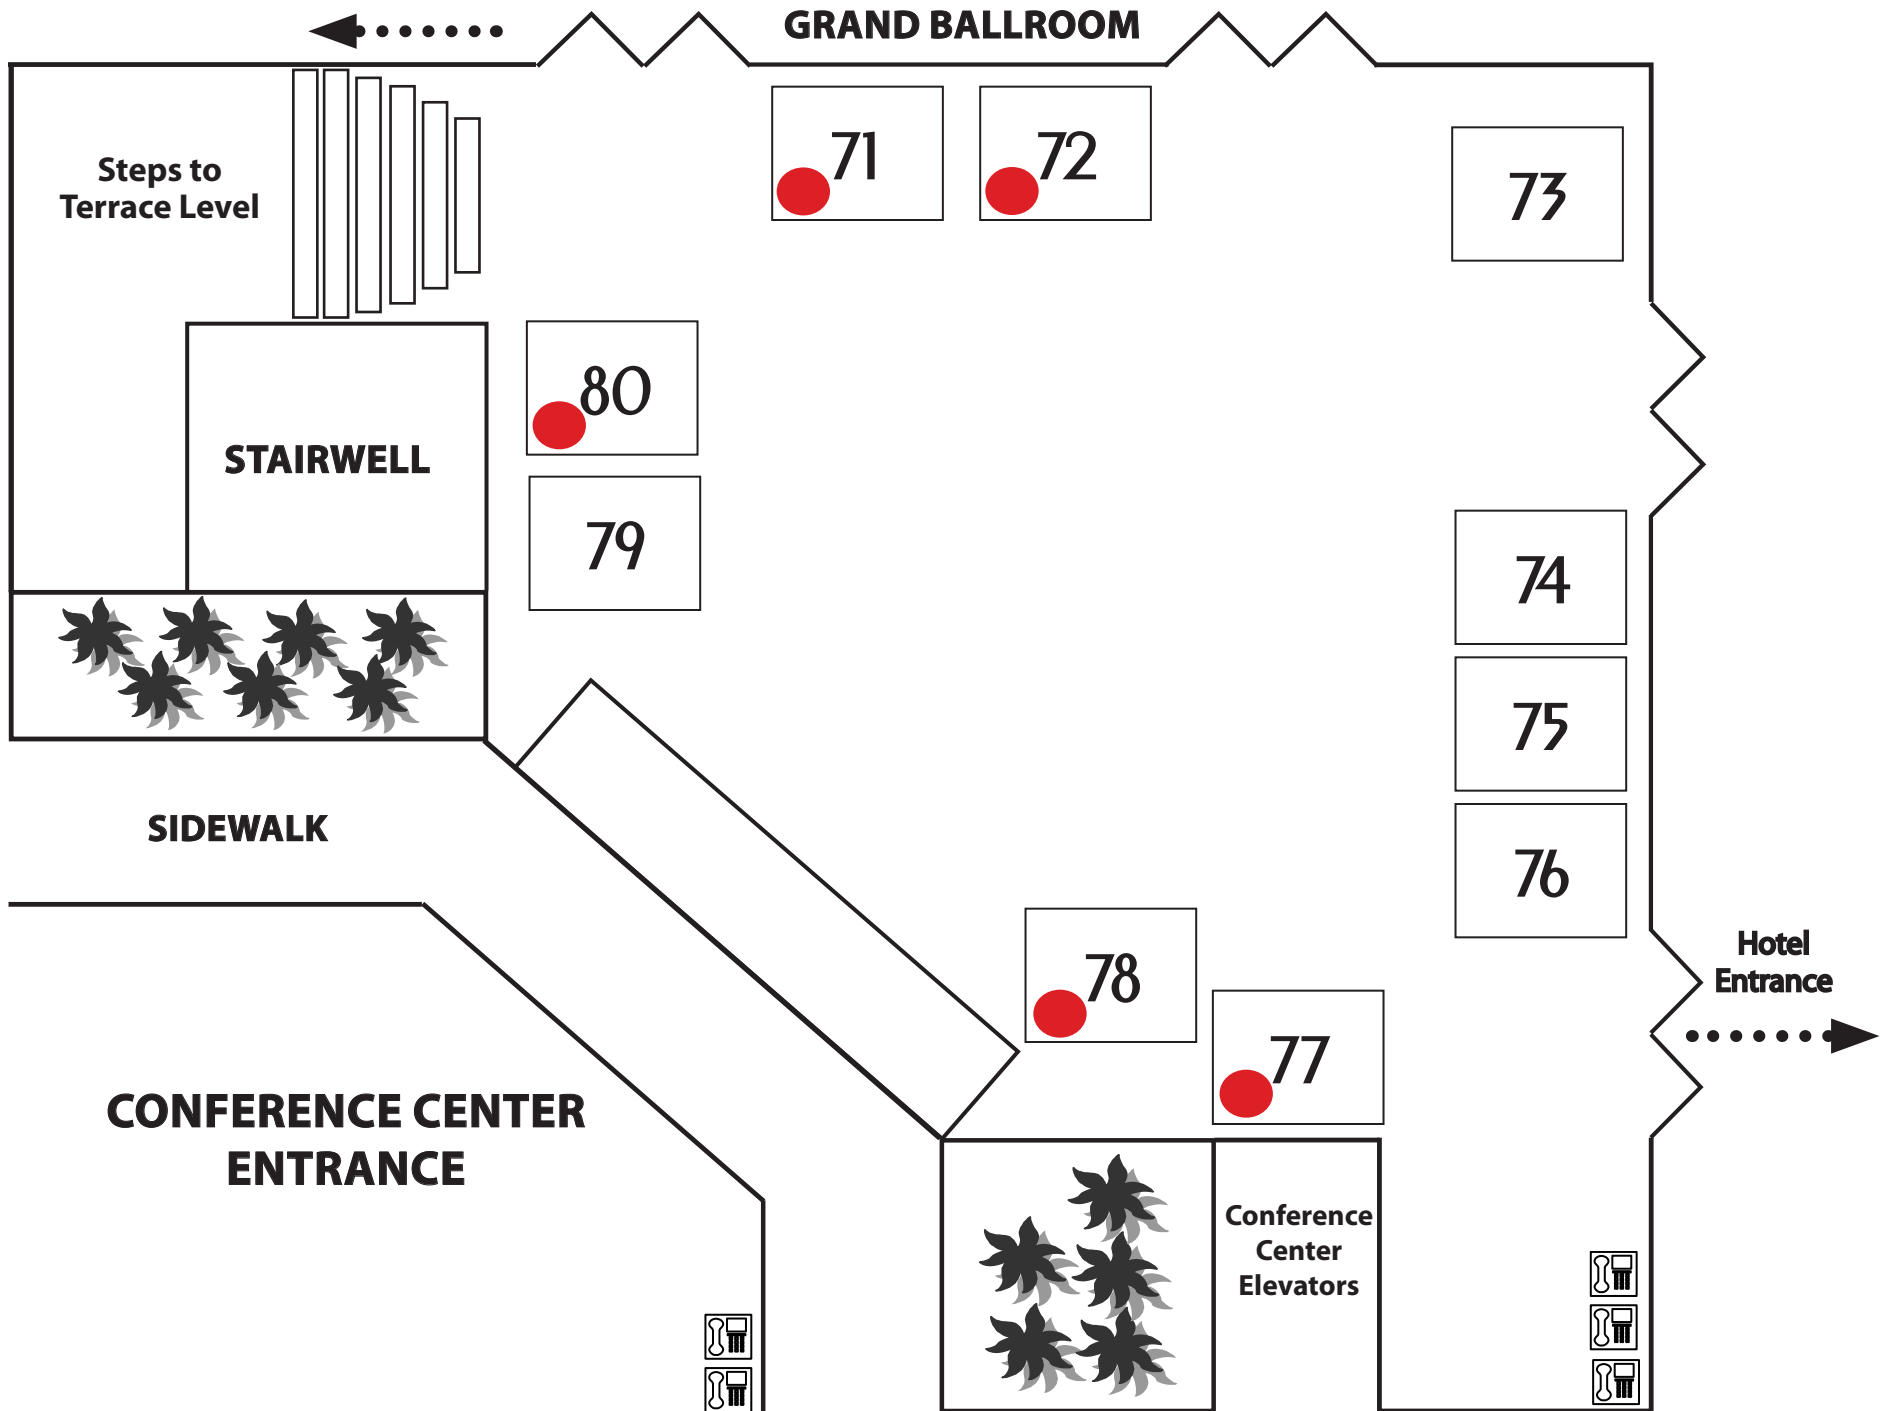 GRAND BALLROOM
Steps to
Terrace Level
71
72
73
80
STAIRWELL
79
74
75
76
SIDEWALK
78
77
Hotel
Entrance
CONFERENCE CENTER
ENTRANCE
Conference
Center
Elevators